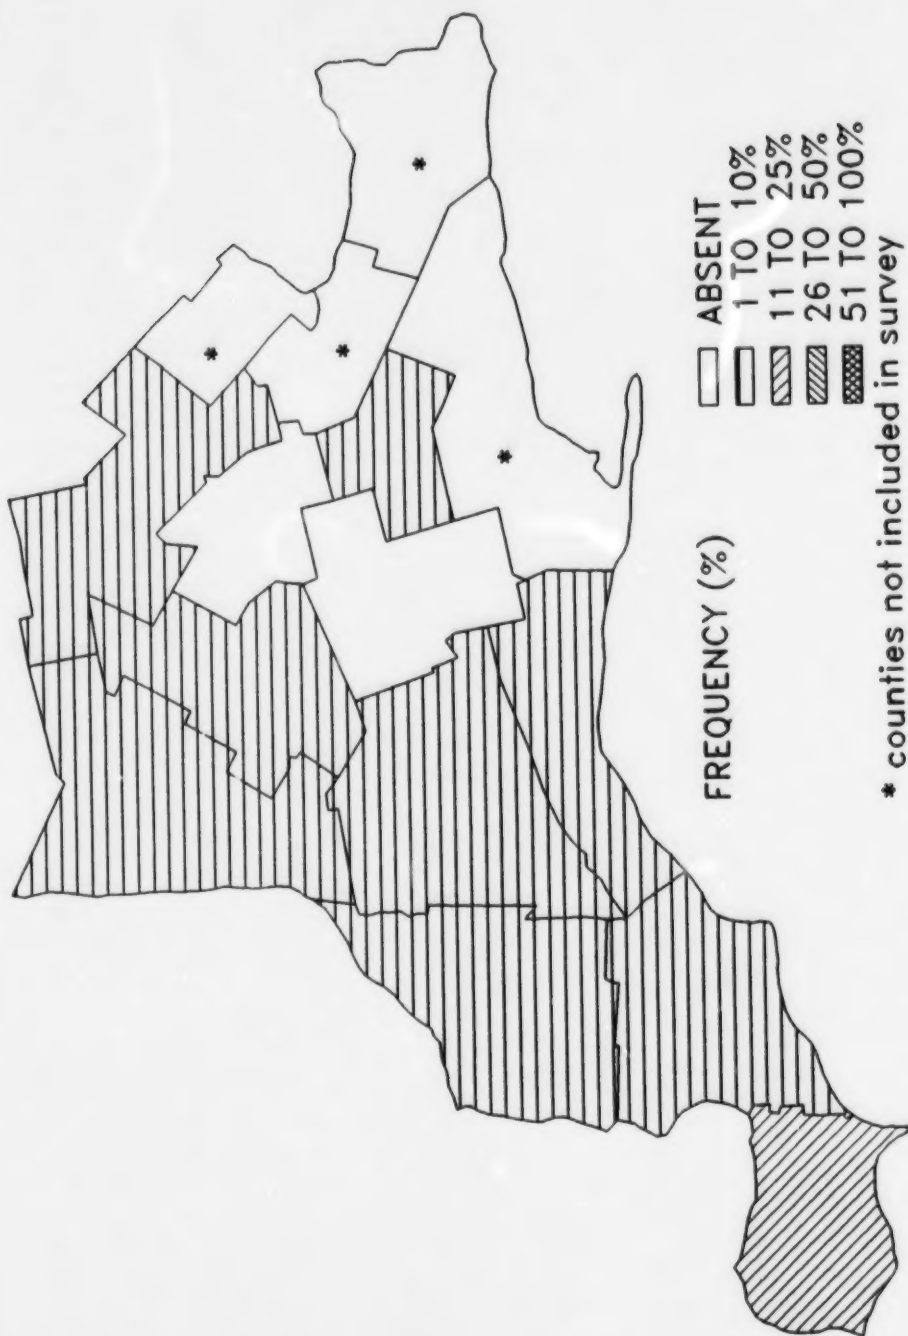 *
*
*
*
FREQUENCY (%)
ABSENT
1 TO 10%
11 TO 25%
26 TO 50%
51 TO 100%
* counties not included in survey